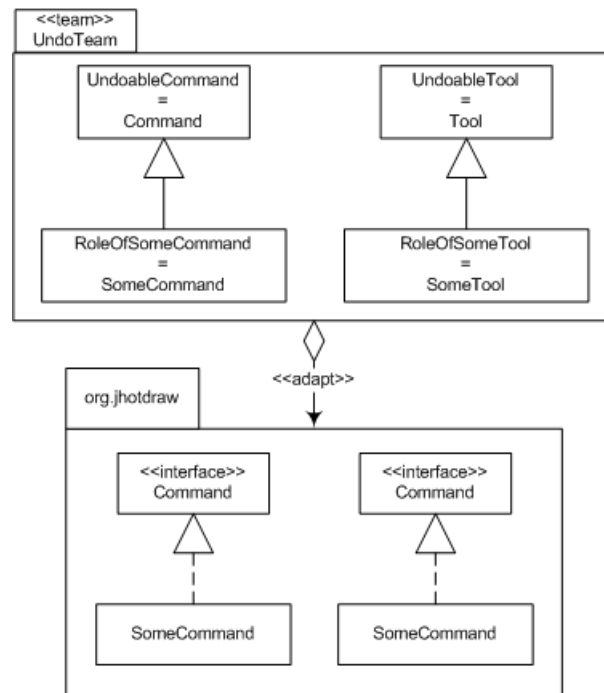 <<team>>
UndoTeam
UndoableCommand
=
Command
UndoableTool
=
Tool
RoleOfSomeCommand
=
SomeCommand
RoleOfSomeTool
=
SomeTool
<<adapt>>
org.jhotdraw
<<interface>>
Command
<<interface>>
Command
SomeCommand
SomeCommand